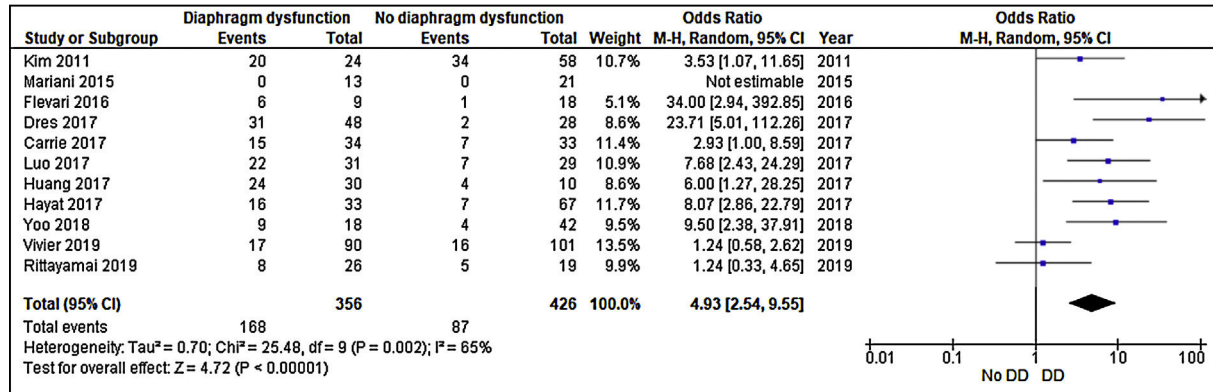 Diaphragm dysfunction No diaphragm dysfunction Odds Ratio Odds Ratio
Study or Subgroup Events Total Events Total Weight M-H, Random, 95% CI Year M-H, Random, 95% CI
Kim 2011 20 24 34 58 10.7% 3.53 [1.07, 11.65] 2011
Mariani 2015 0 13 0 21 Not estimable 2015
Flevari 2016 6 9 1 18 5.1% 34.00 [2.94, 392.85] 2016
Dres 2017 31 48 2 28 8.6% 23.71 [5.01, 112.26] 2017
Carrie 2017 15 34 7 33 11.4% 2.93 [1.00, 8.59] 2017
Luo 2017 22 31 7 29 10.9% 7.68 [2.43, 24.29] 2017
Huang 2017 24 30 4 10 8.6% 6.00 [1.27, 28.25] 2017
Hayat 2017 16 33 7 67 11.7% 8.07 [2.86, 22.79] 2017
Yoo 2018 9 18 4 42 9.5% 9.50 [2.38, 37.91] 2018
Vivier 2019 17 90 16 101 13.5% 1.24 [0.58, 2.62] 2019
Rittayamai 2019 8 26 5 19 9.9% 1.24 [0.33, 4.65] 2019
Total (95% CI) 356 426 100.0% 4.93 [2.54, 9.55]
Total events 168 87
Heterogeneity: Tau² = 0.70; Chi² = 25.48, df = 9 (P = 0.002); I² = 65%
Test for overall effect: Z = 4.72 (P < 0.00001)
0.01 0.1 1 10 100
No DD DD